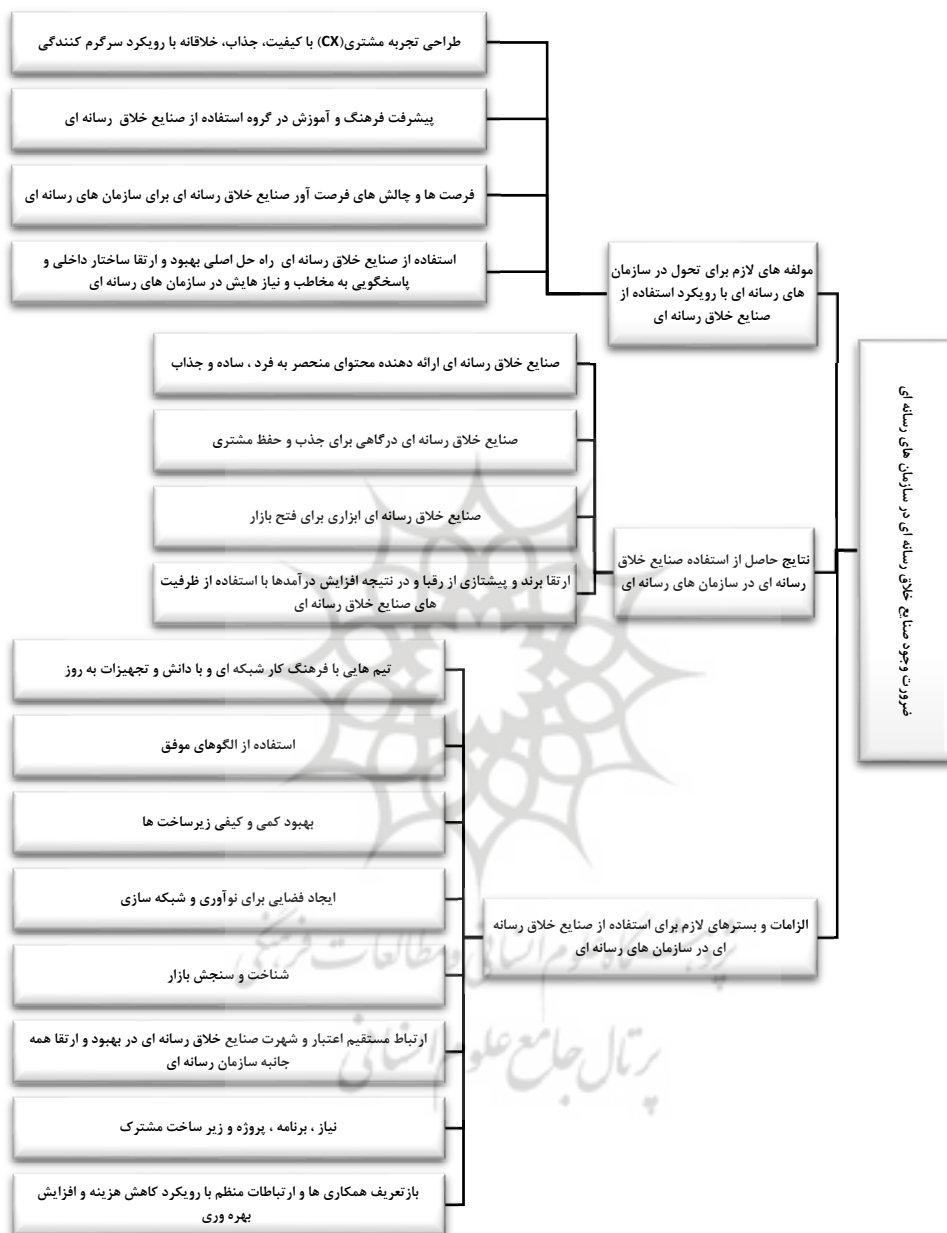 ضرورت وجود صنایع خلاق رسانه ای در سازمان های رسانه ای
مولفه های لازم برای تحول در سازمان
های رسانه ای با رویکرد استفاده از
صنایع خلاق رسانه ای
طراحی تجربه مشتری(CX) با کیفیت، جذاب، خلاقانه با رویکرد سرگرم کنندگی
پیشرفت فرهنگ و آموزش در گروه استفاده از صنایع خلاق رسانه ای
فرصت ها و چالش های فرصت آور صنایع خلاق رسانه ای برای سازمان های رسانه ای
استفاده از صنایع خلاق رسانه ای راه حل اصلی بهبود و ارتقا ساختار داخلی و
پاسخگویی به مخاطب و نیاز هایش در سازمان های رسانه ای
نتایج حاصل از استفاده صنایع خلاق
رسانه ای در سازمان های رسانه ای
صنایع خلاق رسانه ای ارائه دهنده محتوای منحصر به فرد ، ساده و جذاب
صنایع خلاق رسانه ای درگاهی برای جذب و حفظ مشتری
صنایع خلاق رسانه ای ابزاری برای فتح بازار
ارتقا برند و پیشتازی از رقبا و در نتیجه افزایش درآمدها با استفاده از ظرفیت
های صنایع خلاق رسانه ای
الزامات و بسترهای لازم برای استفاده از صنایع خلاق رسانه
ای در سازمان های رسانه ای
تیم هایی با فرهنگ کار شبکه ای و با دانش و تجهیزات به روز
استفاده از الگوهای موفق
بهبود کمی و کیفی زیرساخت ها
ایجاد فضایی برای نوآوری و شبکه سازی
شناخت و سنجش بازار
ارتباط مستقیم اعتبار و شهرت صنایع خلاق رسانه ای در بهبود و ارتقا همه
جانبه سازمان رسانه ای
نیاز ، برنامه ، پروژه و زیر ساخت مشترک
بازتعریف همکاری ها و ارتباطات منظم با رویکرد کاهش هزینه و افزایش
بهره وری
پژوهشگاه علوم انسانی و مطالعات فرهنگی
پرتال جامع علوم انسانی